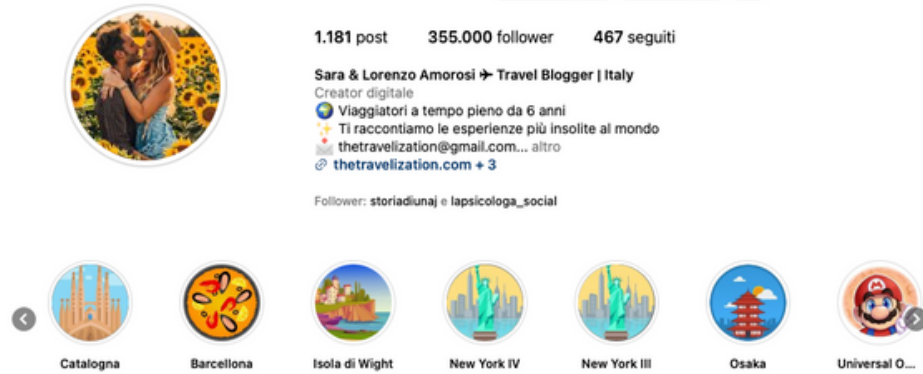 1.181 post 355.000 follower 467 seguiti
Sara & Lorenzo Amorosi ✈ Travel Blogger | Italy
Creator digitale
🌍 Viaggiatori a tempo pieno da 6 anni
✨ Ti raccontiamo le esperienze più insolite al mondo
📩 thetravelization@gmail.com... altro
thetravelization.com + 3
Follower: storiadiunaj e lapsicologa_social
Catalogna Barcellona Isola di Wight New York IV New York III Osaka Universal O...